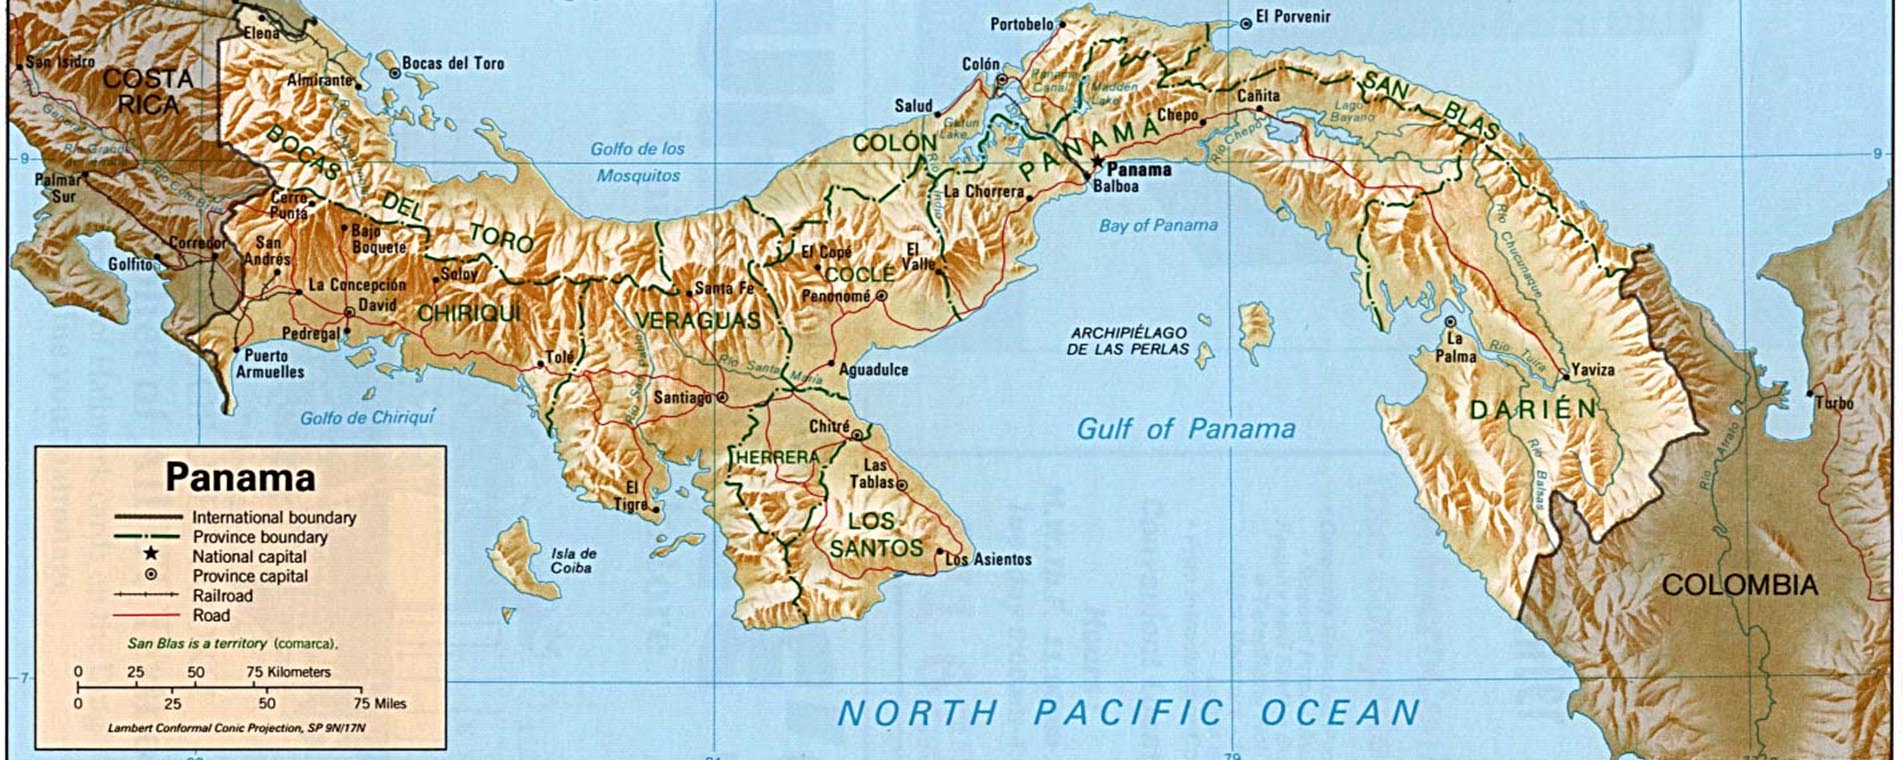 Portobelo
El Porvenir
Elena
San Isidro
COSTA
RICA
Almirante
Bocas del Toro
Colón
Panama
Canal
Madden
Lake
Cañita
SAN BLAS
Salud
Gatun
Lake
Chepo
Lago
Bayano
General
BOCAS DEL TORO
Golfo de los
Mosquitos
COLÓN
PANAMÁ
Río Chepo
9
9
Palmar
Sur
Panama
Balboa
La Chorrera
Río Indio
Cerro
Punta
Bajo
Boquete
Bay of Panama
Río Chucunaque
Corredor
San
Andrés
Golfito
Soloy
El Copé
El
Valle
COCLÉ
La Concepción
David
Santa Fe
Penonomé
CHIRIQUÍ
VERAGUAS
Pedregal
ARCHIPIÉLAGO
DE LAS PERLAS
La
Palma
Río Tuira
Puerto
Armuelles
Tolé
Río Santa María
Aguadulce
Yaviza
Santiago
DARIÉN
Turbo
Golfo de Chiriquí
Chitré
Gulf of Panama
Río Atrato
HERRERA
Las
Tablas
Río Balsas
El
Tigre
LOS
SANTOS
Isla de
Coiba
Los Asientos
COLOMBIA
Panama
International boundary
Province boundary
National capital
Province capital
Railroad
Road
San Blas is a territory (comarca).
0 25 50 75 Kilometers
0 25 50 75 Miles
Lambert Conformal Conic Projection, SP 9N/17N
7
NORTH PACIFIC OCEAN
79